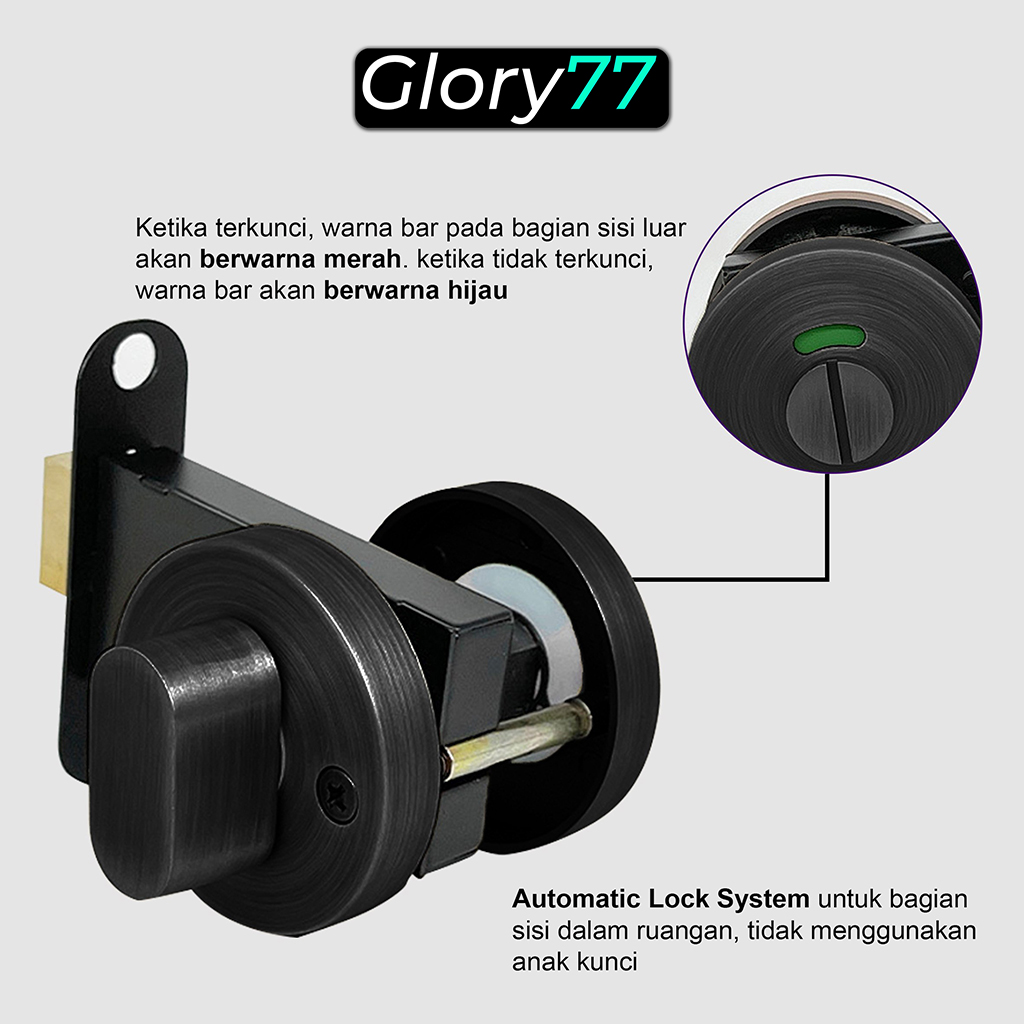 Glory77
Ketika terkunci, warna bar pada bagian sisi luar
akan berwarna merah. ketika tidak terkunci,
warna bar akan berwarna hijau
Automatic Lock System untuk bagian
sisi dalam ruangan, tidak menggunakan
anak kunci